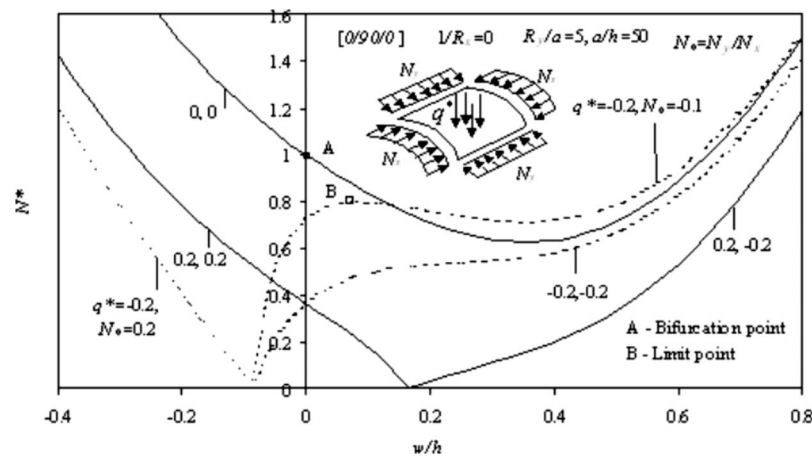 [0/90/0] 1/Rx=0 Ry/a=5, a/h=50 No=Ny/Nx
1.6
1.4
1.2
1
0.8
0.6
0.4
0.2
0
N*
0, 0
A
B
q*
q*=-0.2, No=-0.1
0.2, 0.2
0.2, -0.2
-0.2,-0.2
q*=-0.2,
No=0.2
A - Bifurcation point
B - Limit point
-0.4 -0.2 0 0.2 0.4 0.6 0.8
w/h